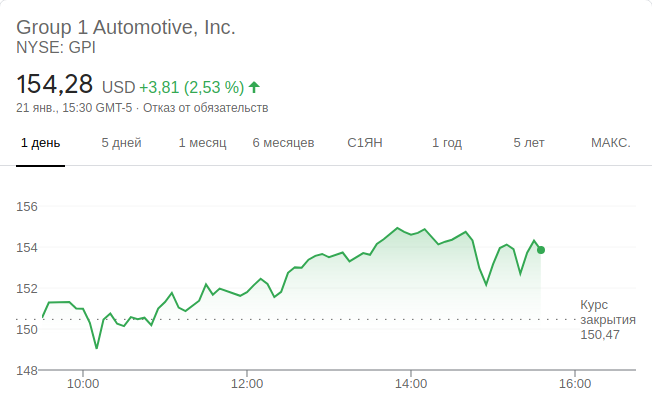 Group 1 Automotive, Inc.
NYSE: GPI
154,28 USD +3,81 (2,53 %)
21 янв., 15:30 GMT-5 · Отказ от обязательств
1 день 5 дней 1 месяц 6 месяцев С1ЯН 1 год 5 лет МАКС.
156
154
152
150
148
Курс
закрытия
150,47
10:00 12:00 14:00 16:00